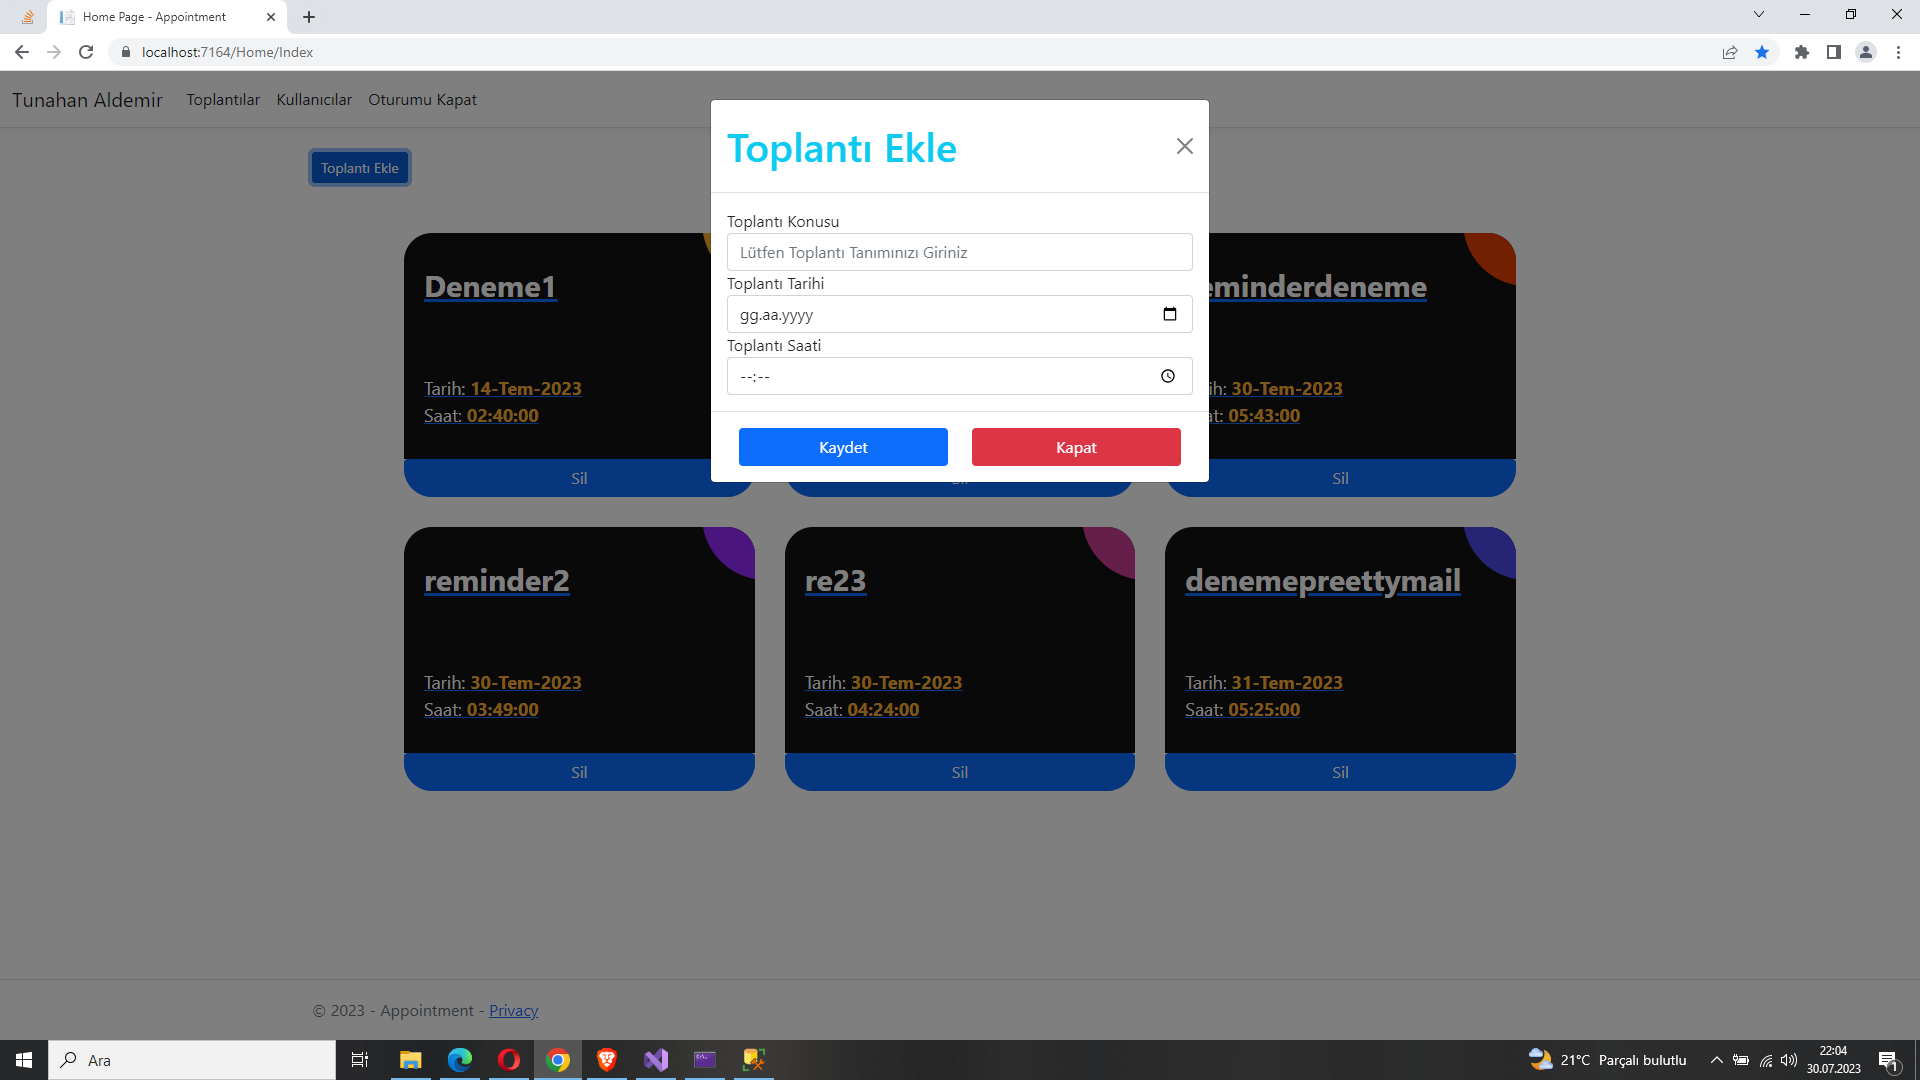 Home Page - Appointment
localhost:7164/Home/Index
Tunahan Aldemir Toplantılar Kullanıcılar Oturumu Kapat
Toplantı Ekle
Toplantı Ekle
Toplantı Konusu
Lütfen Toplantı Tanımınızı Giriniz
Toplantı Tarihi
gg.aa.yyyy
Toplantı Saati
--:--
Kaydet Kapat
Deneme1
Tarih: 14-Tem-2023
Saat: 02:40:00
Sil
eminderdeneme
30-Tem-2023
05:43:00
Sil
reminder2
Tarih: 30-Tem-2023
Saat: 03:49:00
Sil
re23
Tarih: 30-Tem-2023
Saat: 04:24:00
Sil
denemepreettymail
Tarih: 31-Tem-2023
Saat: 05:25:00
Sil
© 2023 - Appointment - Privacy
Ara
21°C Parçalı bulutlu
22:04
30.07.2023
1